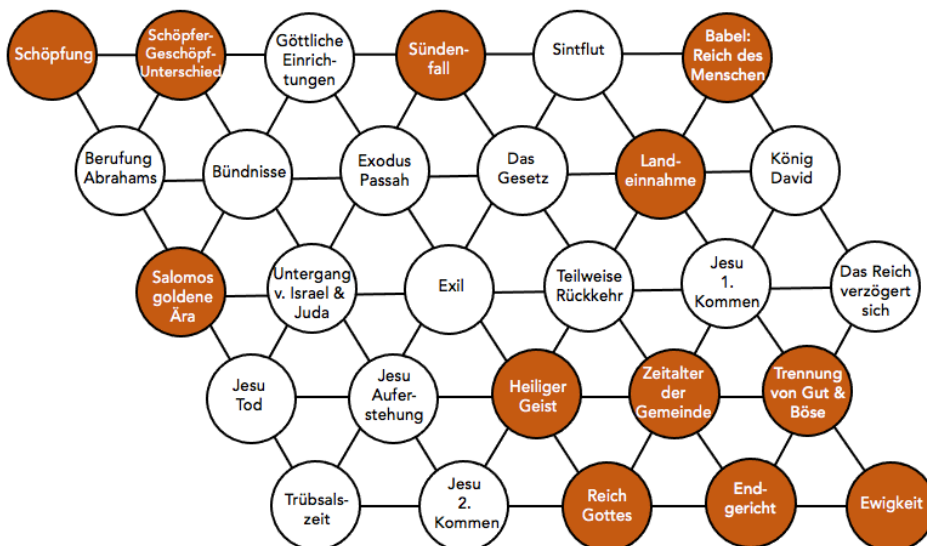 Schöpfung
Schöpfer-
Geschöpf-
Unterschied
Göttliche
Einrich-
tungen
Sünden-
fall
Sintflut
Babel:
Reich des
Menschen
Berufung
Abrahams
Bündnisse
Exodus
Passah
Das
Gesetz
Land-
einnahme
König
David
Salomos
goldene
Ära
Untergang
v. Israel &
Juda
Exil
Teilweise
Rückkehr
Jesu
1.
Kommen
Das Reich
verzögert
sich
Jesu
Tod
Jesu
Aufer-
stehung
Heiliger
Geist
Zeitalter
der
Gemeinde
Trennung
von Gut &
Böse
Trübsals-
zeit
Jesu
2.
Kommen
Reich
Gottes
End-
gericht
Ewigkeit